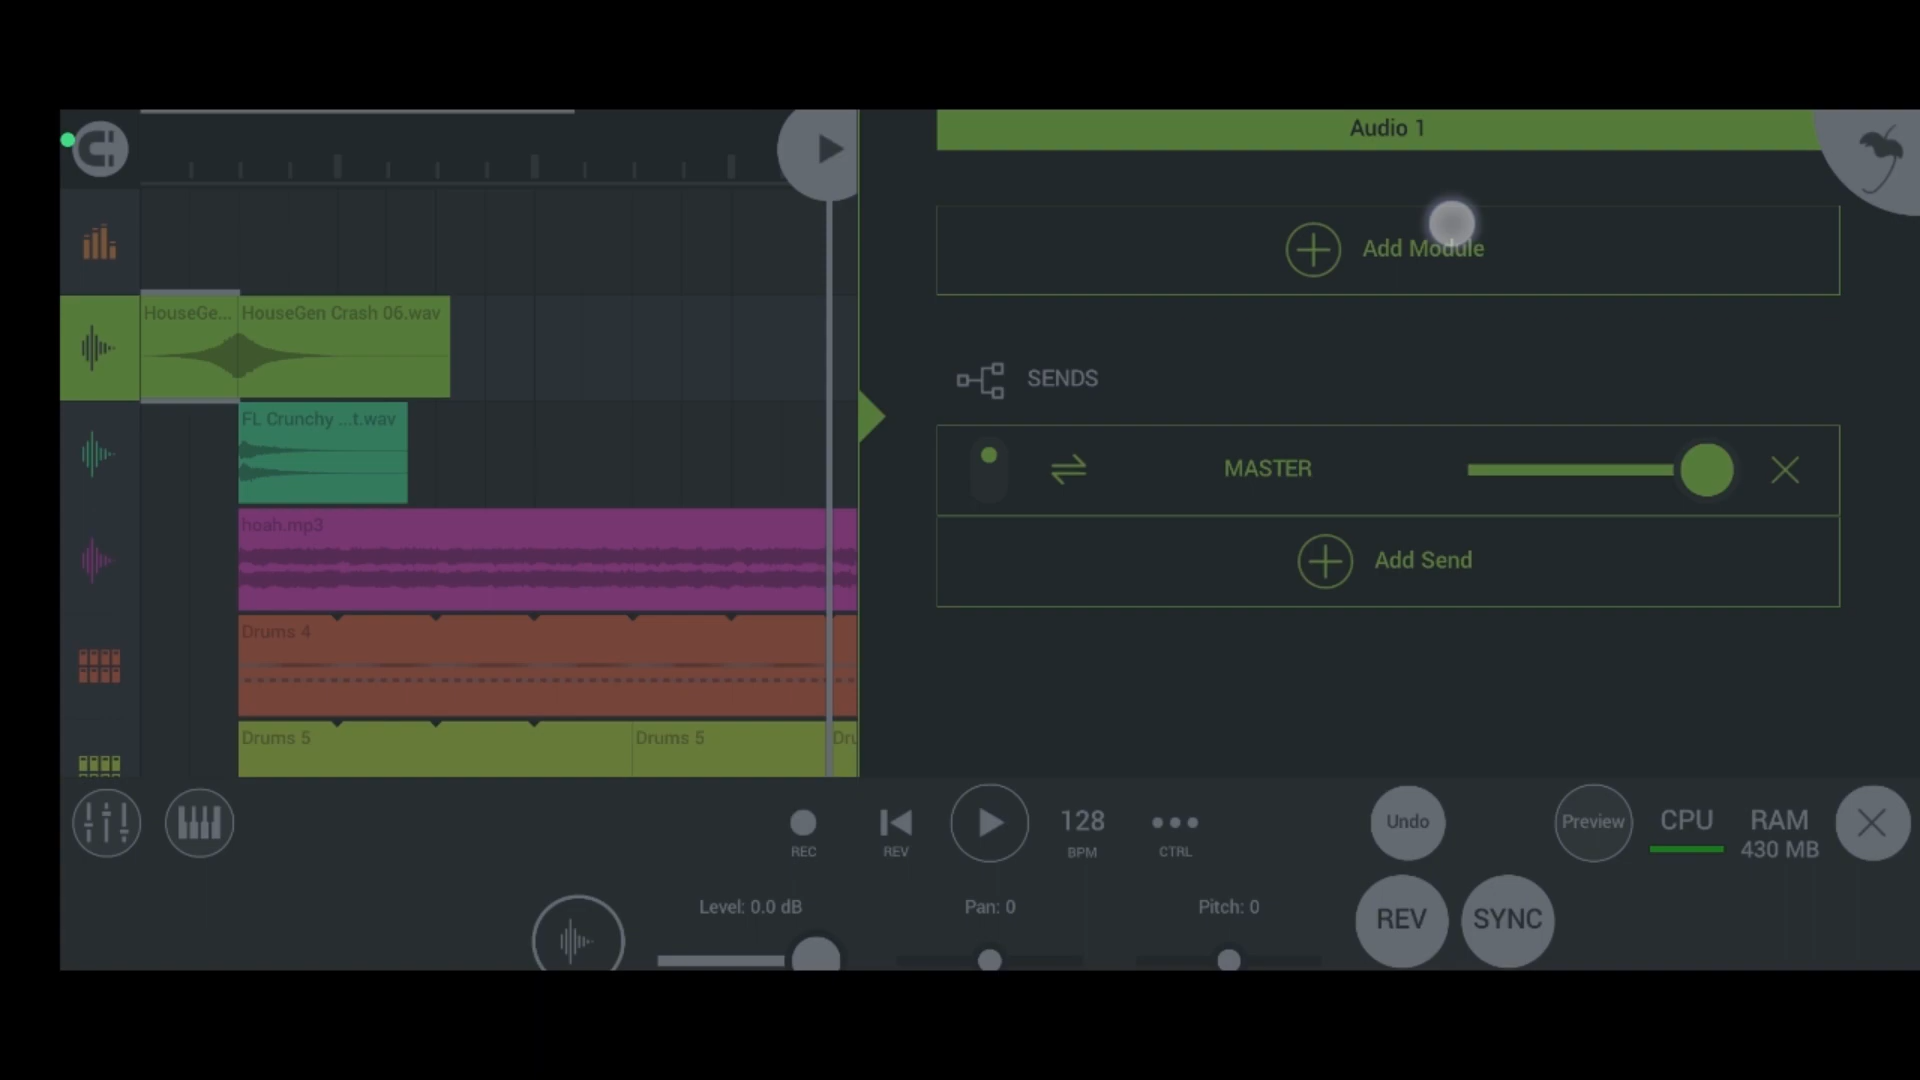 Audio 1
Add Module
HouseGe... HouseGen Crash 06.wav
SENDS
FL Crunchy ...t.wav
MASTER
hoah.mp3
Add Send
Drums 4
Drums 5 Drums 5 Dru
REC
REV
128
BPM
CTRL
Undo
Preview
CPU
RAM
430 MB
Level: 0.0 dB
Pan: 0
Pitch: 0
REV
SYNC